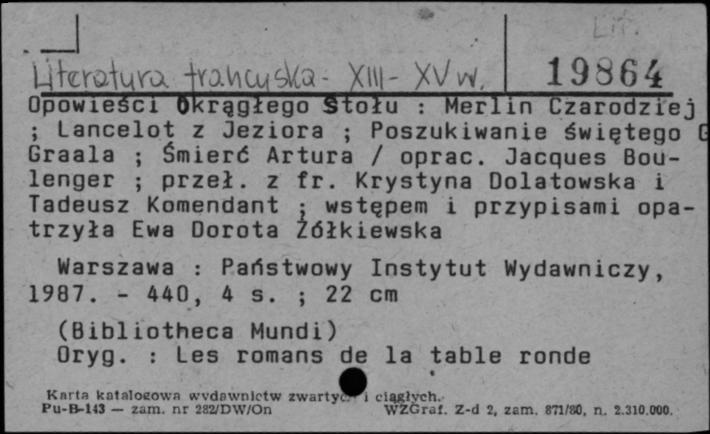 Lit.
Literatura francuska - XIII - XV w. 19864
Opowieści Okrągłego Stołu : Merlin Czarodziej
; Lancelot z Jeziora ; Poszukiwanie świętego G
Graala ; Śmierć Artura / oprac. Jacques Bou-
lenger ; przeł. z fr. Krystyna Dolatowska i
Tadeusz Komendant ; wstępem i przypisami opa-
trzyła Ewa Dorota Żółkiewska
Warszawa : Państwowy Instytut Wydawniczy,
1987. - 440, 4 s. ; 22 cm
(Bibliotheca Mundi)
Oryg. : Les romans de la table ronde
Karta katalogowa wydawnictw zwartych i ciągłych.
Pu-B-143 — zam. nr 282/DW/On WZGraf. Z-d 2, zam. 871/80, n. 2.310.000.